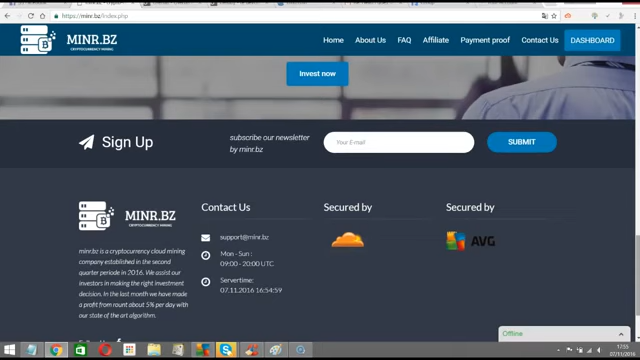 https://minr.bz/index.php
MINR.BZ
CRYPTOCURRENCY MINING
Home
About Us
FAQ
Affiliate
Payment proof
Contact Us
DASHBOARD
Invest now
Sign Up
subscribe our newsletter
by minr.bz
Your E-mail
SUBMIT
MINR.BZ
CRYPTOCURRENCY MINING
minr.bz is a cryptocurrency cloud mining
company established in the second
quarter periode in 2016. We assist our
investors in making the right investment
decision. In the last month we have made
a profit from rount about 5% per day with
our state of the art algorithm.
Contact Us
support@minr.bz
Mon - Sun :
09:00 - 20:00 UTC
Servertime:
07.11.2016 16:54:59
Secured by
Secured by
AVG
Offline
17:55
07/11/2016